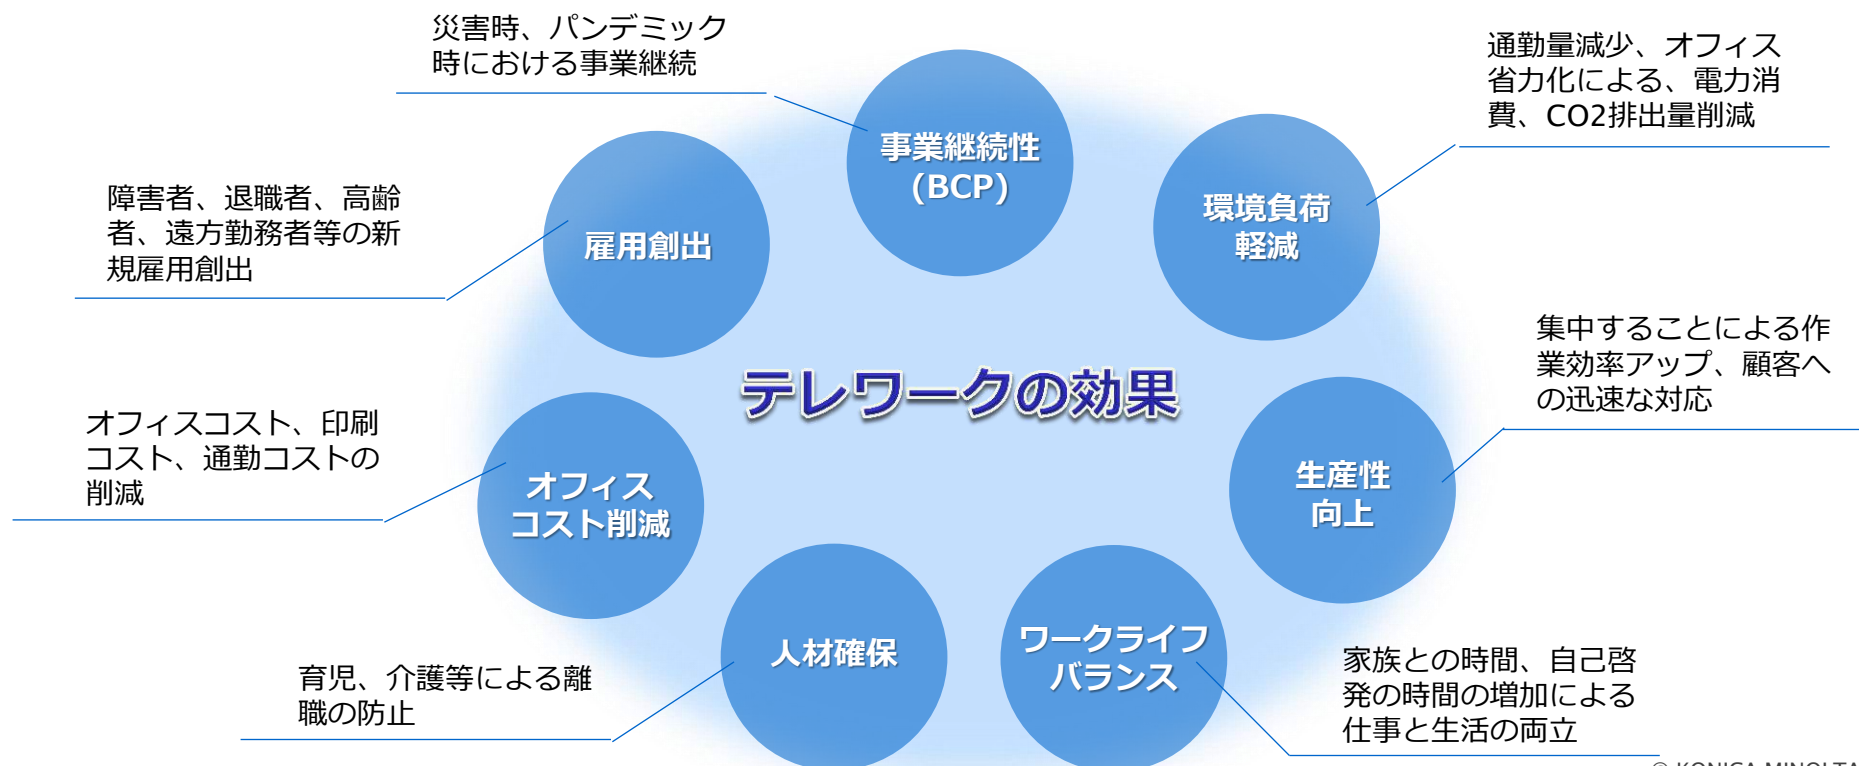 災害時、パンデミック
時における事業継続
通勤量減少、オフィス
省力化による、電力消
費、CO2排出量削減
事業継続性
(BCP)
環境負荷
軽減
障害者、退職者、高齢
者、遠方勤務者等の新
規雇用創出
雇用創出
集中することによる作
業効率アップ、顧客へ
の迅速な対応
テレワークの効果
オフィスコスト、印刷
コスト、通勤コストの
削減
オフィス
コスト削減
生産性
向上
人材確保
ワークライフ
バランス
育児、介護等による離
職の防止
家族との時間、自己啓
発の時間の増加による
仕事と生活の両立
© KONICA MINOLTA